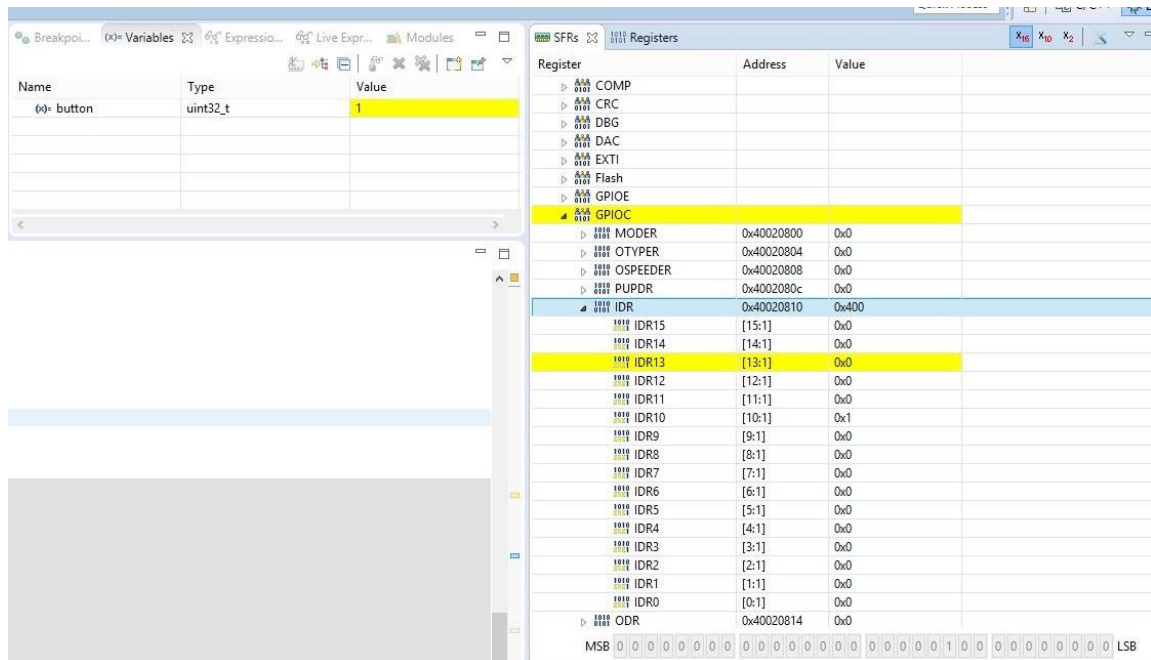 Breakpoi... (x)= Variables Expressio... Live Expr... Modules
Name Type Value
(x)= button uint32_t 1
SFRs Registers
X16 X10 X2
Register Address Value
COMP
CRC
DBG
DAC
EXTI
Flash
GPIOE
GPIOC
MODER 0x40020800 0x0
OTYPER 0x40020804 0x0
OSPEEDER 0x40020808 0x0
PUPDR 0x4002080c 0x0
IDR 0x40020810 0x400
IDR15 [15:1] 0x0
IDR14 [14:1] 0x0
IDR13 [13:1] 0x0
IDR12 [12:1] 0x0
IDR11 [11:1] 0x0
IDR10 [10:1] 0x1
IDR9 [9:1] 0x0
IDR8 [8:1] 0x0
IDR7 [7:1] 0x0
IDR6 [6:1] 0x0
IDR5 [5:1] 0x0
IDR4 [4:1] 0x0
IDR3 [3:1] 0x0
IDR2 [2:1] 0x0
IDR1 [1:1] 0x0
IDR0 [0:1] 0x0
ODR 0x40020814 0x0
MSB 0 0 0 0 0 0 0 0 0 0 0 0 0 0 0 0 0 0 0 0 0 1 0 0 0 0 0 0 0 0 0 0 LSB